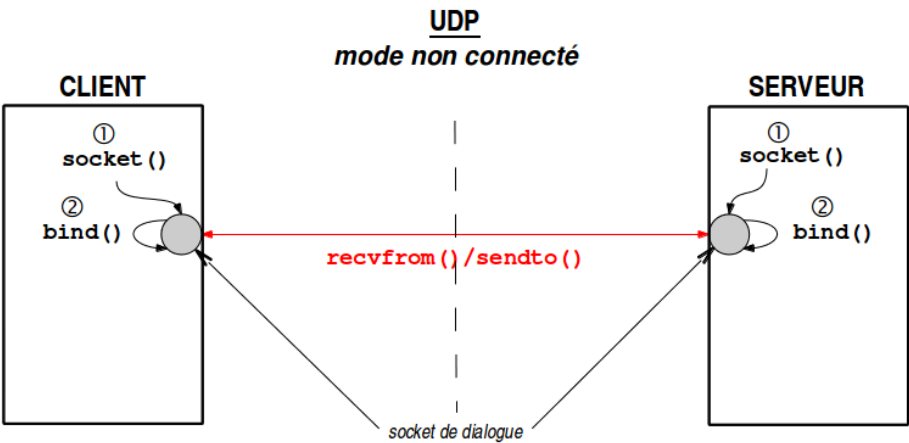 UDP
mode non connecté
CLIENT
SERVEUR
①
socket()
②
bind()
①
socket()
②
bind()
recvfrom()/sendto()
socket de dialogue